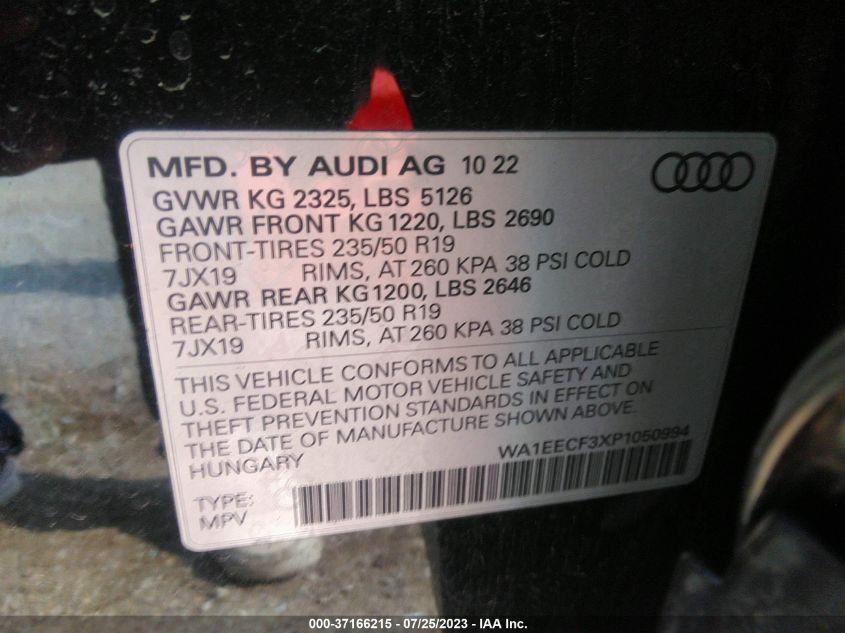 MFD. BY AUDI AG 10 22
GVWR KG 2325, LBS 5126
GAWR FRONT KG 1220, LBS 2690
FRONT-TIRES 235/50 R19
7JX19 RIMS, AT 260 KPA 38 PSI COLD
GAWR REAR KG 1200, LBS 2646
REAR-TIRES 235/50 R19
7JX19 RIMS, AT 260 KPA 38 PSI COLD
THIS VEHICLE CONFORMS TO ALL APPLICABLE
U.S. FEDERAL MOTOR VEHICLE SAFETY AND
THEFT PREVENTION STANDARDS IN EFFECT ON
THE DATE OF MANUFACTURE SHOWN ABOVE.
HUNGARY WA1EECF3XP1050994
TYPE:
MPV
000-37166215 - 07/25/2023 - IAA Inc.